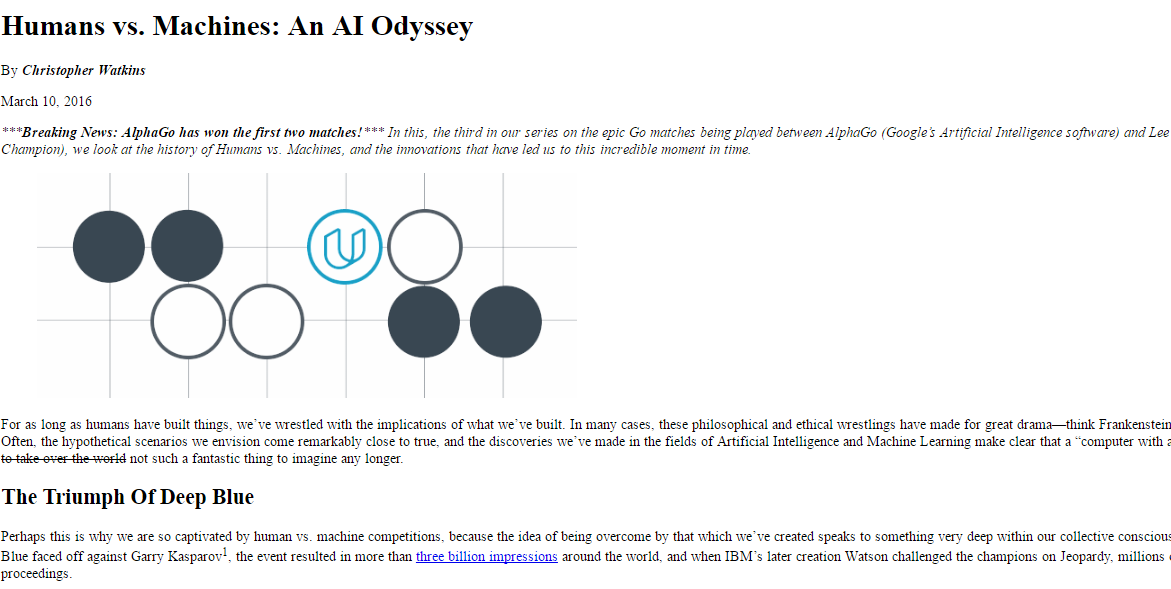 Humans vs. Machines: An AI Odyssey
By Christopher Watkins
March 10, 2016
***Breaking News: AlphaGo has won the first two matches!*** In this, the third in our series on the epic Go matches being played between AlphaGo (Google's Artificial Intelligence software) and Lee
Champion), we look at the history of Humans vs. Machines, and the innovations that have led us to this incredible moment in time.
For as long as humans have built things, we've wrestled with the implications of what we've built. In many cases, these philosophical and ethical wrestlings have made for great drama—think Frankenstein
Often, the hypothetical scenarios we envision come remarkably close to true, and the discoveries we've made in the fields of Artificial Intelligence and Machine Learning make clear that a “computer with a
to take over the world not such a fantastic thing to imagine any longer.
The Triumph Of Deep Blue
Perhaps this is why we are so captivated by human vs. machine competitions, because the idea of being overcome by that which we've created speaks to something very deep within our collective conscious
Blue faced off against Garry Kasparov1, the event resulted in more than three billion impressions around the world, and when IBM's later creation Watson challenged the champions on Jeopardy, millions
proceedings.